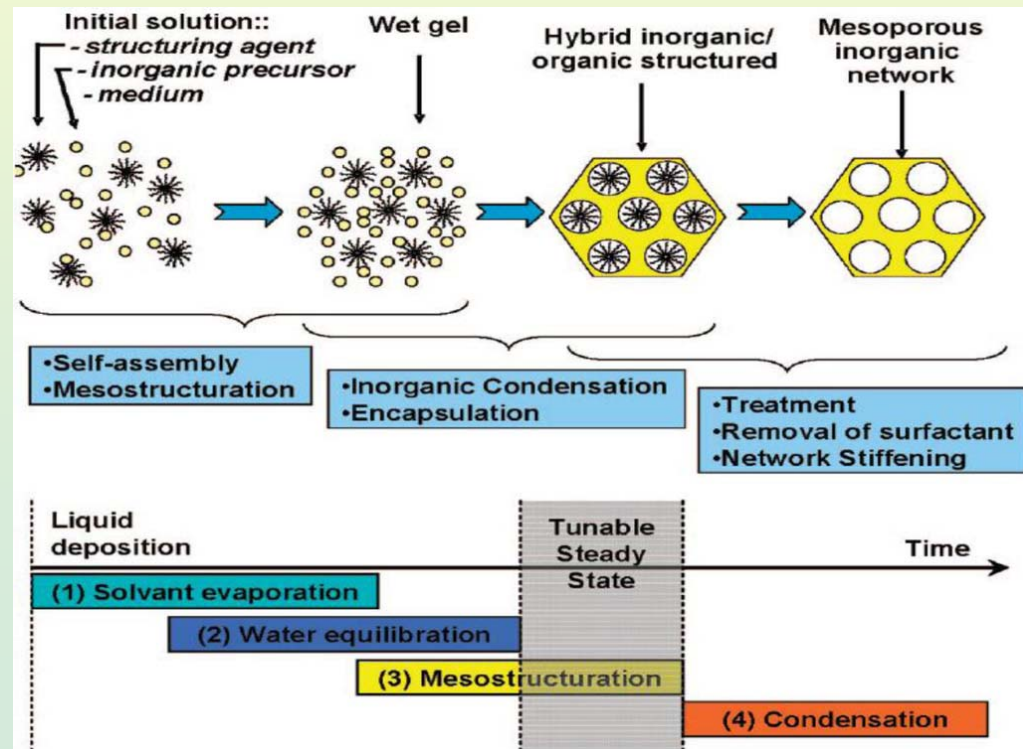 Initial solution::
- structuring agent
- inorganic precursor
- medium
Wet gel
Hybrid inorganic/
organic structured
Mesoporous
inorganic
network
•Self-assembly
•Mesostructuration
•Inorganic Condensation
•Encapsulation
•Treatment
•Removal of surfactant
•Network Stiffening
Liquid
deposition
Tunable
Steady
State
Time
(1) Solvant evaporation
(2) Water equilibration
(3) Mesostructuration
(4) Condensation